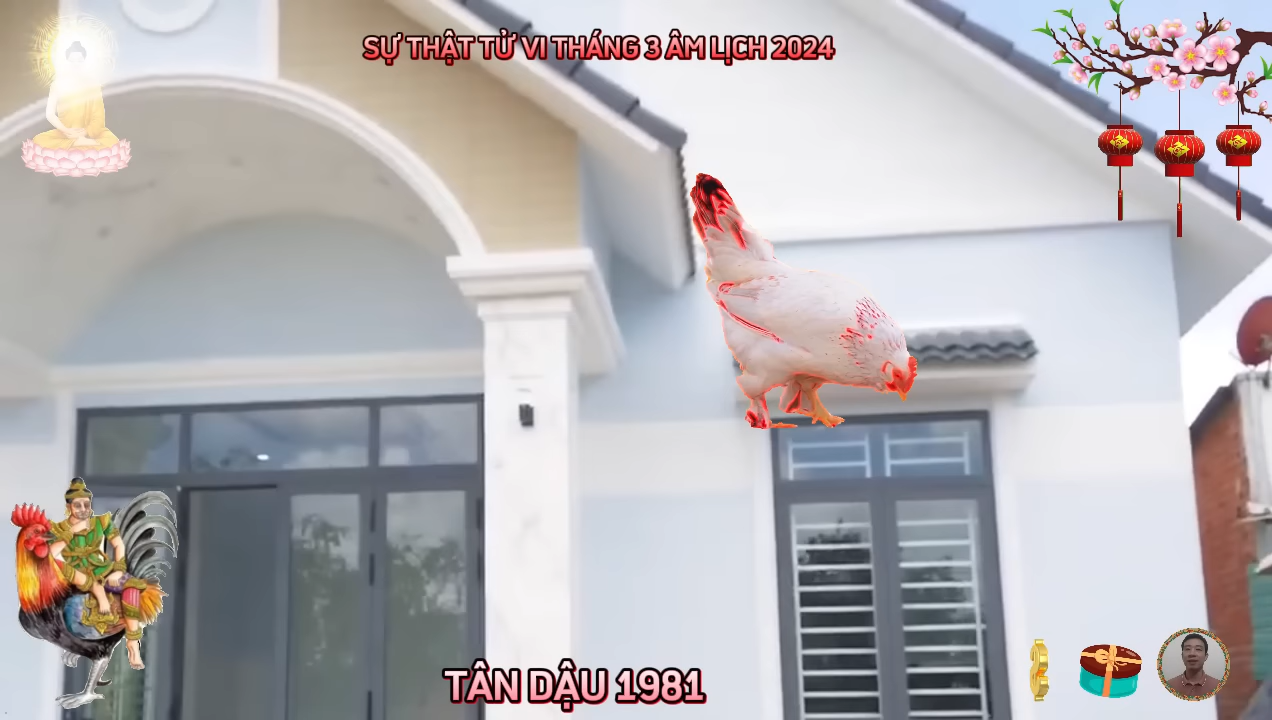 SỰ THẬT TỬ VI THÁNG 3 ÂM LỊCH 2024
TÂN DẬU 1981